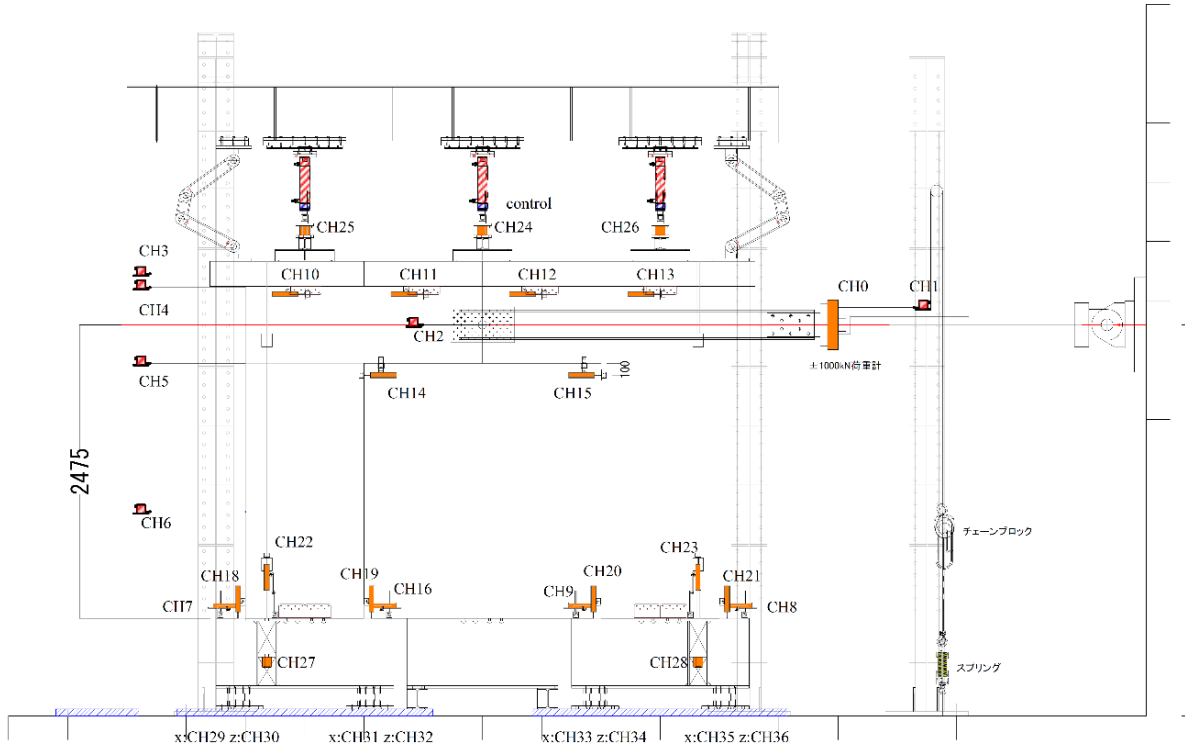 control
CH25
CH24
CH26
CH3
CH10
CH11
CH12
CH13
CH0
CH1
CH4
CH2
CH5
±1000kN荷重計
CH14
CH15
100
2475
CH6
チェーンブロック
CH22
CH23
CH18
CH19
CH16
CH9
CH20
CH21
CH7
CH8
CH27
CH28
スプリング
x:CH29 z:CH30
x:CH31 z:CH32
x:CH33 z:CH34
x:CH35 z:CH36